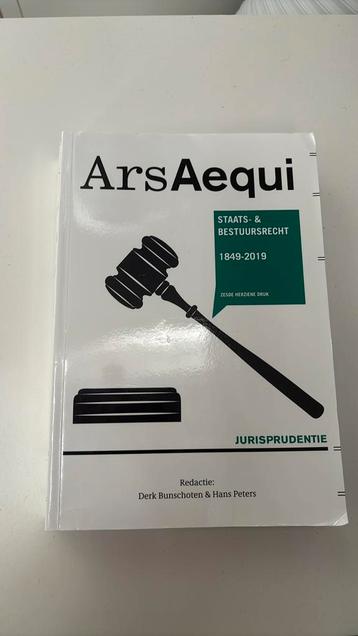 ArsAequi
STAATS- &
BESTUURSRECHT
1849-2019
ZESDE HERZIENE DRUK
JURISPRUDENTIE
Redactie:
Derk Bunschoten & Hans Peters